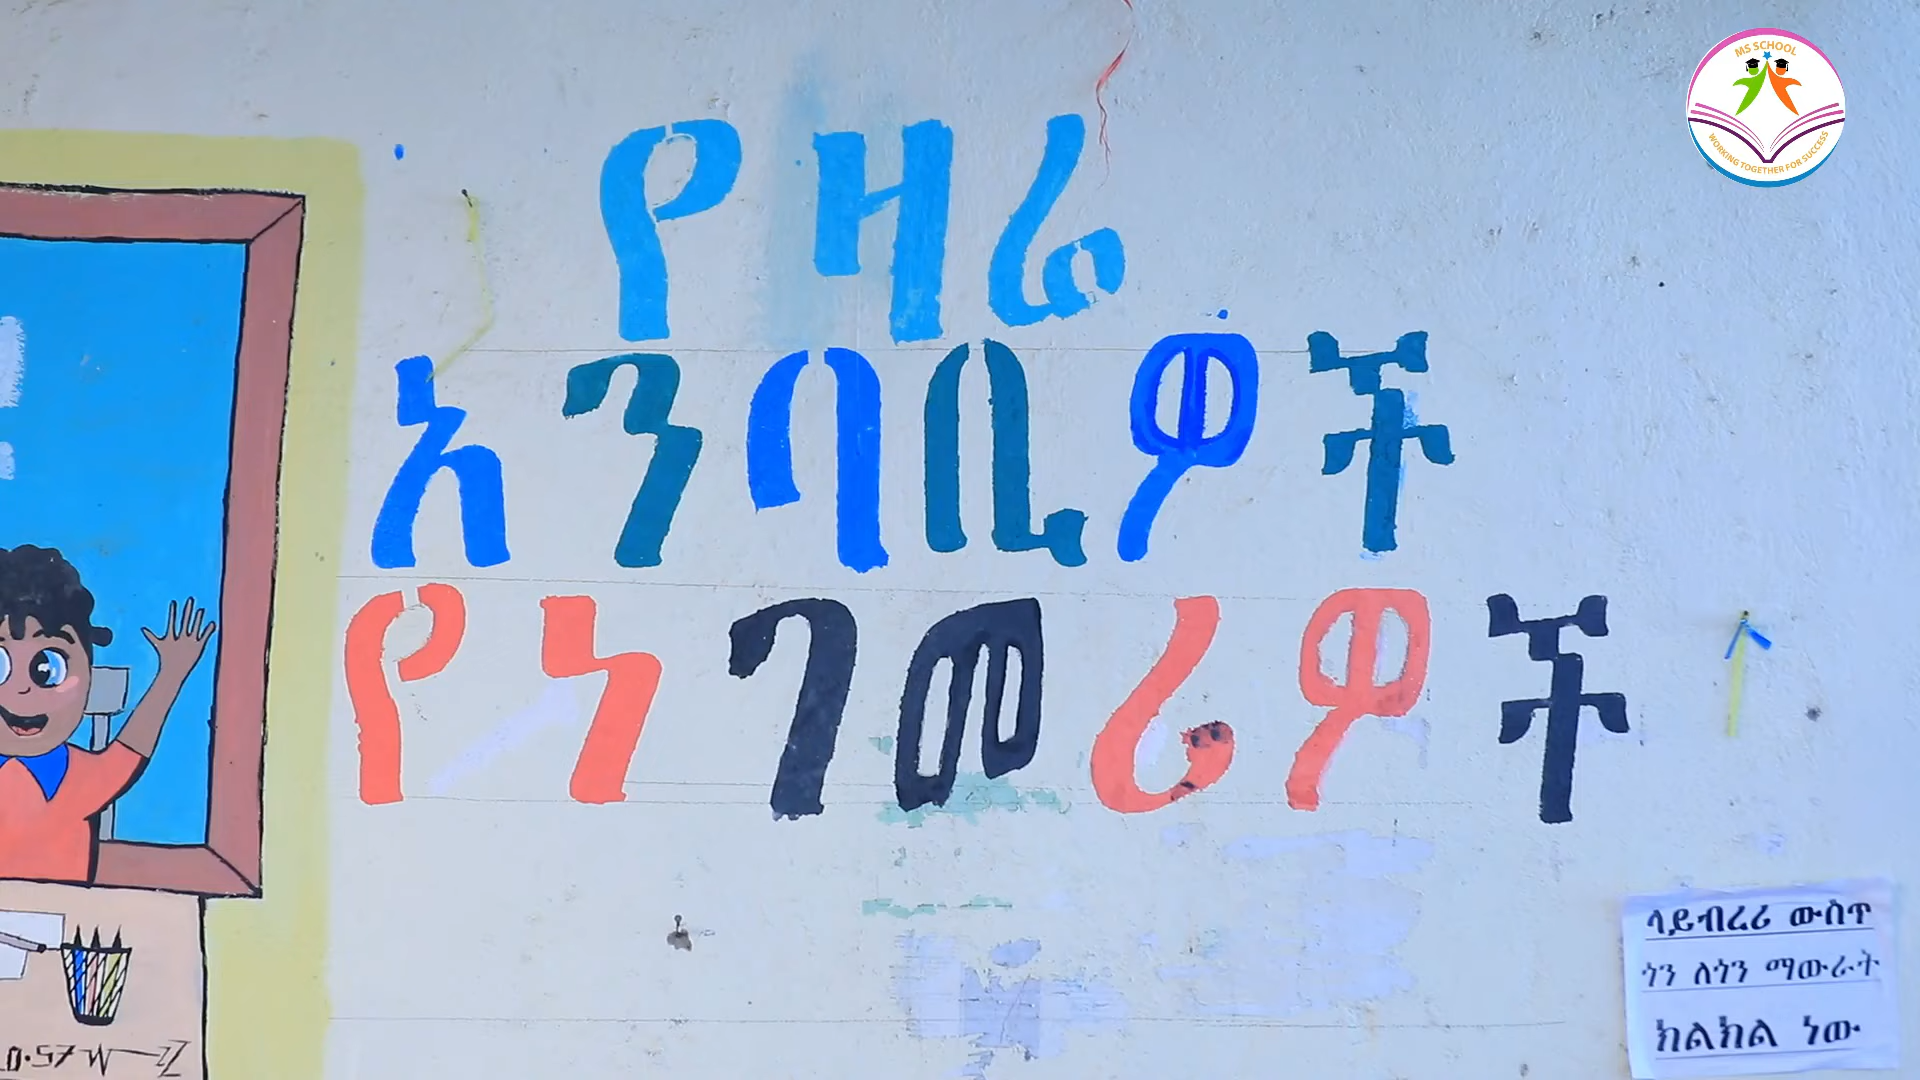 MS SCHOOL
WORKING TOGETHER FOR SUCCESS
የዛሬ
አንባቢዎች
የነገመሪዎች
ላይብረሪ ውስጥ
ጎን ለጎን ማውራት
ክልክል ነው